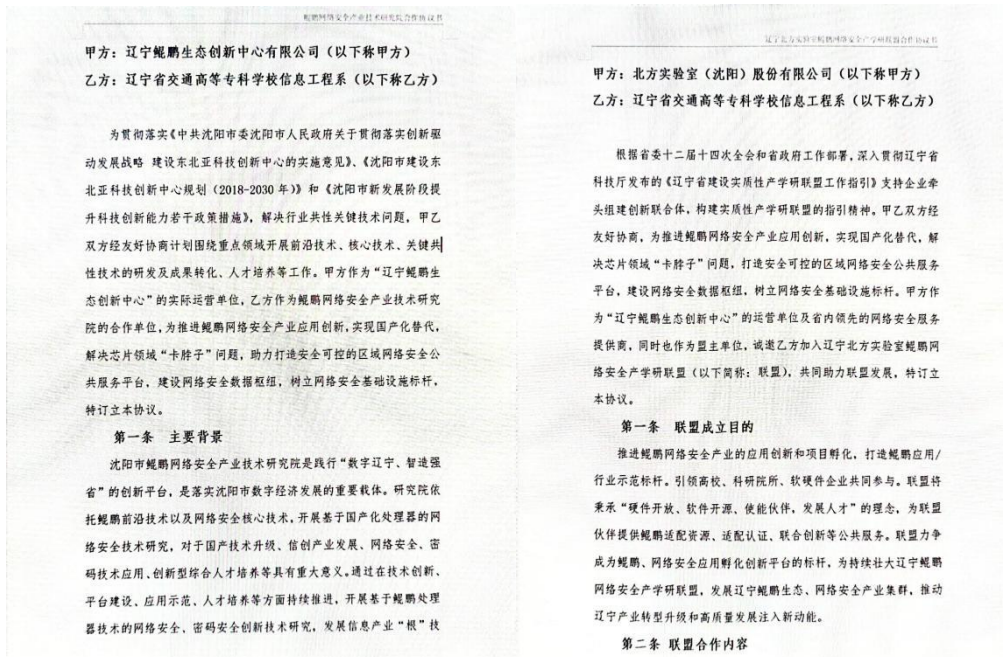 鲲鹏网络安全产业技术研究院合作协议书
甲方：辽宁鲲鹏生态创新中心有限公司（以下称甲方）
乙方：辽宁省交通高等专科学校信息工程系（以下称乙方）
为贯彻落实《中共沈阳市委沈阳市人民政府关于贯彻落实创新驱
动发展战略 建设东北亚科技创新中心的实施意见》、《沈阳市建设东
北亚科技创新中心规划（2018-2030年）》和《沈阳市新发展阶段提
升科技创新能力若干政策措施》，解决行业共性关键技术问题，甲乙
双方经友好协商计划围绕重点领域开展前沿技术、核心技术、关键共
性技术的研发及成果转化、人才培养等工作。甲方作为“辽宁鲲鹏生
态创新中心”的实际运营单位，乙方作为鲲鹏网络安全产业技术研究
院的合作单位，为推进鲲鹏网络安全产业应用创新，实现国产化替代，
解决芯片领域“卡脖子”问题，助力打造安全可控的区域网络安全公
共服务平台，建设网络安全数据枢纽，树立网络安全基础设施标杆，
特订立本协议。
第一条 主要背景
沈阳市鲲鹏网络安全产业技术研究院是践行“数字辽宁、智造强
省”的创新平台，是落实沈阳市数字经济发展的重要载体。研究院依
托鲲鹏前沿技术以及网络安全核心技术，开展基于国产化处理器的网
络安全技术研究，对于国产技术升级、信创产业发展、网络安全、密
码技术应用、创新型综合人才培养等具有重大意义。通过在技术创新、
平台建设、应用示范、人才培养等方面持续推进，开展基于鲲鹏处理
器技术的网络安全、密码安全创新技术研究，发展信息产业“根”技
辽宁北方实验室鲲鹏网络安全产学研联盟合作协议书
甲方：北方实验室（沈阳）股份有限公司（以下称甲方）
乙方：辽宁省交通高等专科学校信息工程系（以下称乙方）
根据省委十二届十四次全会和省政府工作部署，深入贯彻辽宁省
科技厅发布的《辽宁省建设实质性产学研联盟工作指引》支持企业牵
头组建创新联合体，构建实质性产学研联盟的指引精神。甲乙双方经
友好协商，为推进鲲鹏网络安全产业应用创新，实现国产化替代，解
决芯片领域“卡脖子”问题，打造安全可控的区域网络安全公共服务
平台，建设网络安全数据枢纽，树立网络安全基础设施标杆。甲方作
为“辽宁鲲鹏生态创新中心”的运营单位及省内领先的网络安全服务
提供商，同时也作为盟主单位，诚邀乙方加入辽宁北方实验室鲲鹏网
络安全产学研联盟（以下简称：联盟），共同助力联盟发展，特订立
本协议。
第一条 联盟成立目的
推进鲲鹏网络安全产业的应用创新和项目孵化，打造鲲鹏应用/
行业示范标杆。引领高校、科研院所、软硬件企业共同参与。联盟将
秉承“硬件开放、软件开源、使能伙伴，发展人才”的理念，为联盟
伙伴提供鲲鹏适配资源、适配认证、联合创新等公共服务。联盟力争
成为鲲鹏、网络安全应用孵化创新平台的标杆，为持续壮大辽宁鲲鹏
网络安全产学研联盟，发展辽宁鲲鹏生态、网络安全产业集群，推动
辽宁产业转型升级和高质量发展注入新动能。
第二条 联盟合作内容